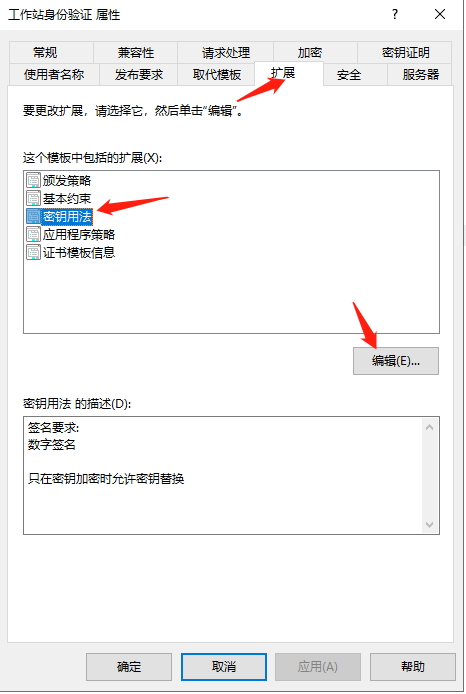 工作站身份验证 属性
?
常规 兼容性 请求处理 加密 密钥证明
使用者名称 发布要求 取代模板 扩展 安全 服务器
要更改扩展，请选择它，然后单击“编辑”。
这个模板中包括的扩展(X):
颁发策略
基本约束
密钥用法
应用程序策略
证书模板信息
编辑(E)...
密钥用法 的描述(D):
签名要求:
数字签名
只在密钥加密时允许密钥替换
确定 取消 应用(A) 帮助